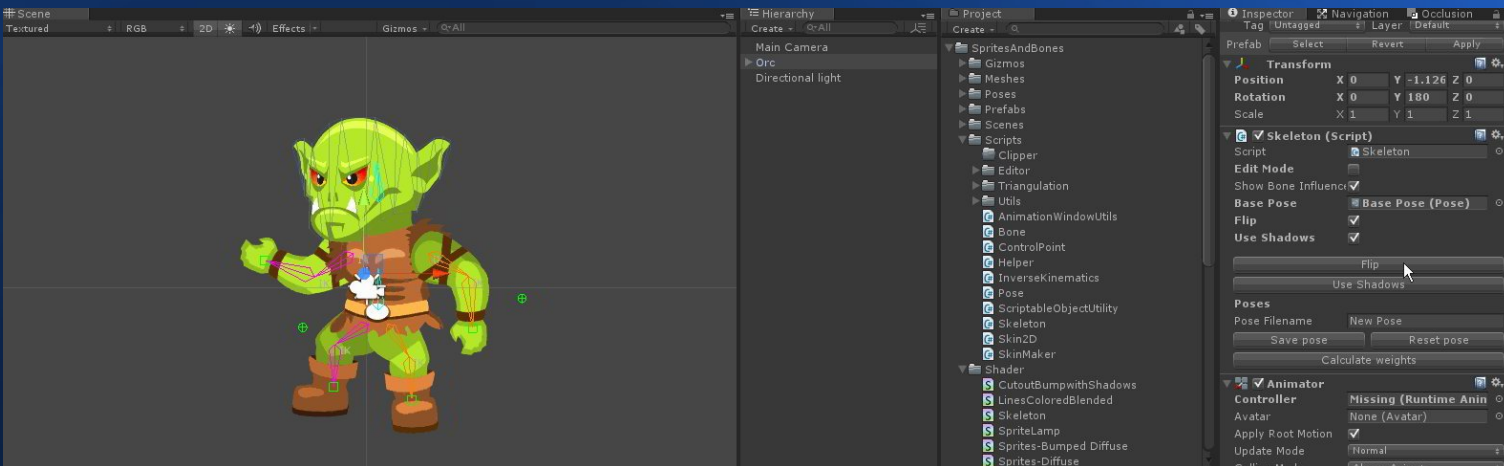 Scene
Textured RGB 2D Effects Gizmos Q▾All
Hierarchy
Create Q▾All
Main Camera
Orc
Directional light
Project
Create
SpritesAndBones
Gizmos
Meshes
Poses
Prefabs
Scenes
Scripts
Clipper
Editor
Triangulation
Utils
AnimationWindowUtils
Bone
ControlPoint
Helper
InverseKinematics
Pose
ScriptableObjectUtility
Skeleton
Skin2D
SkinMaker
Shader
CutoutBumpwithShadows
LinesColoredBlended
Skeleton
SpriteLamp
Sprites-Bumped Diffuse
Sprites-Diffuse
Inspector Navigation Occlusion
Tag Untagged Layer Default
Prefab Select Revert Apply
Transform
Position X 0 Y -1.126 Z 0
Rotation X 0 Y 180 Z 0
Scale X 1 Y 1 Z 1
Skeleton (Script)
Script Skeleton
Edit Mode
Show Bone Influence
Base Pose Base Pose (Pose)
Flip
Use Shadows
Flip
Use Shadows
Poses
Pose Filename New Pose
Save pose Reset pose
Calculate weights
Animator
Controller Missing (Runtime Anin
Avatar None (Avatar)
Apply Root Motion
Update Mode Normal